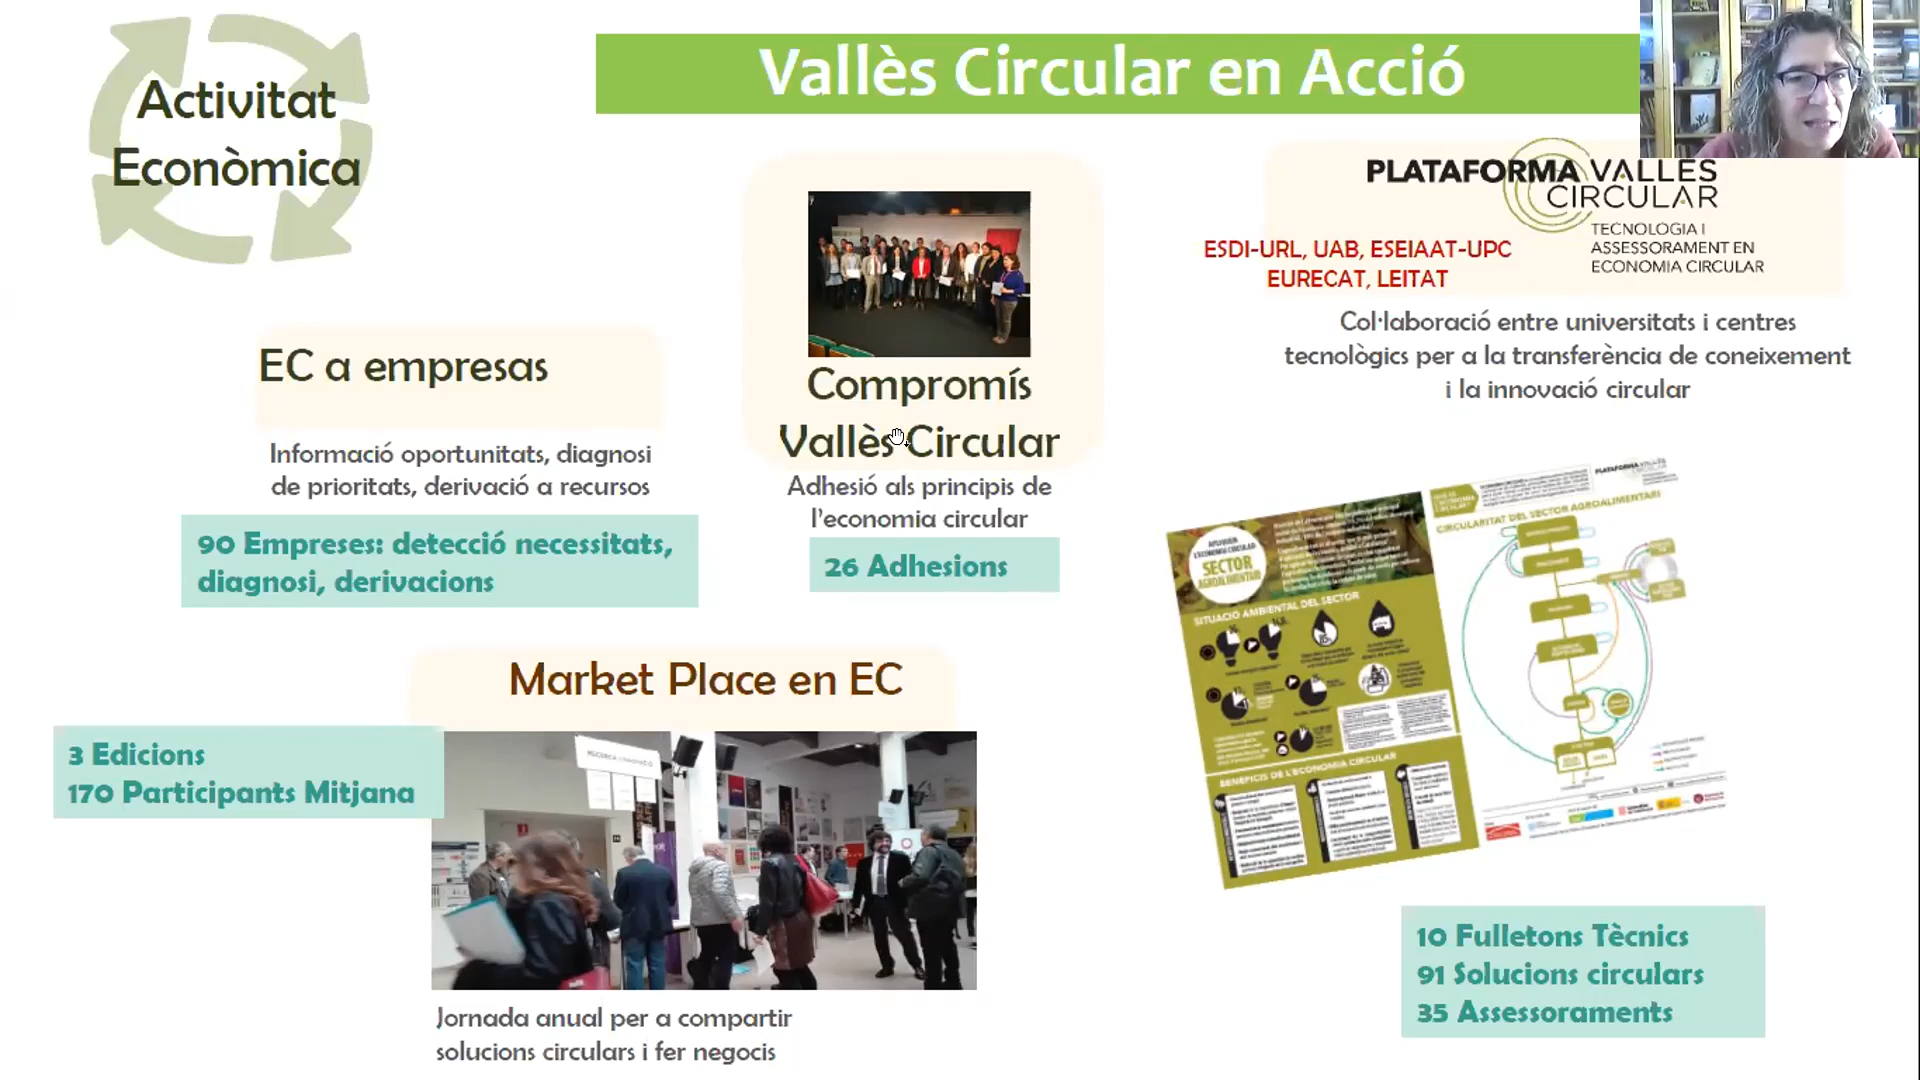 Activitat
Econòmica
Vallès Circular en Acció
PLATAFORMA VALLES
CIRCULAR
TECNOLOGIA I
ASSESSORAMENT EN
ECONOMIA CIRCULAR
ESDI-URL, UAB, ESEIAAT-UPC
EURECAT, LEITAT
Col·laboració entre universitats i centres
tecnològics per a la transferència de coneixement
i la innovació circular
EC a empresas
Informació oportunitats, diagnosi
de prioritats, derivació a recursos
90 Empreses: detecció necessitats,
diagnosi, derivacions
Compromís
Vallès Circular
Adhesió als principis de
l'economia circular
26 Adhesions
Market Place en EC
3 Edicions
170 Participants Mitjana
Jornada anual per a compartir
solucions circulars i fer negocis
SECTOR
AGROALIMENTARI
SITUACIÓ AMBIENTAL DEL SECTOR
BENEFICIS DE L'ECONOMIA CIRCULAR
CIRCULARITAT DEL SECTOR AGROALIMENTARI
10 Fulletons Tècnics
91 Solucions circulars
35 Assessoraments